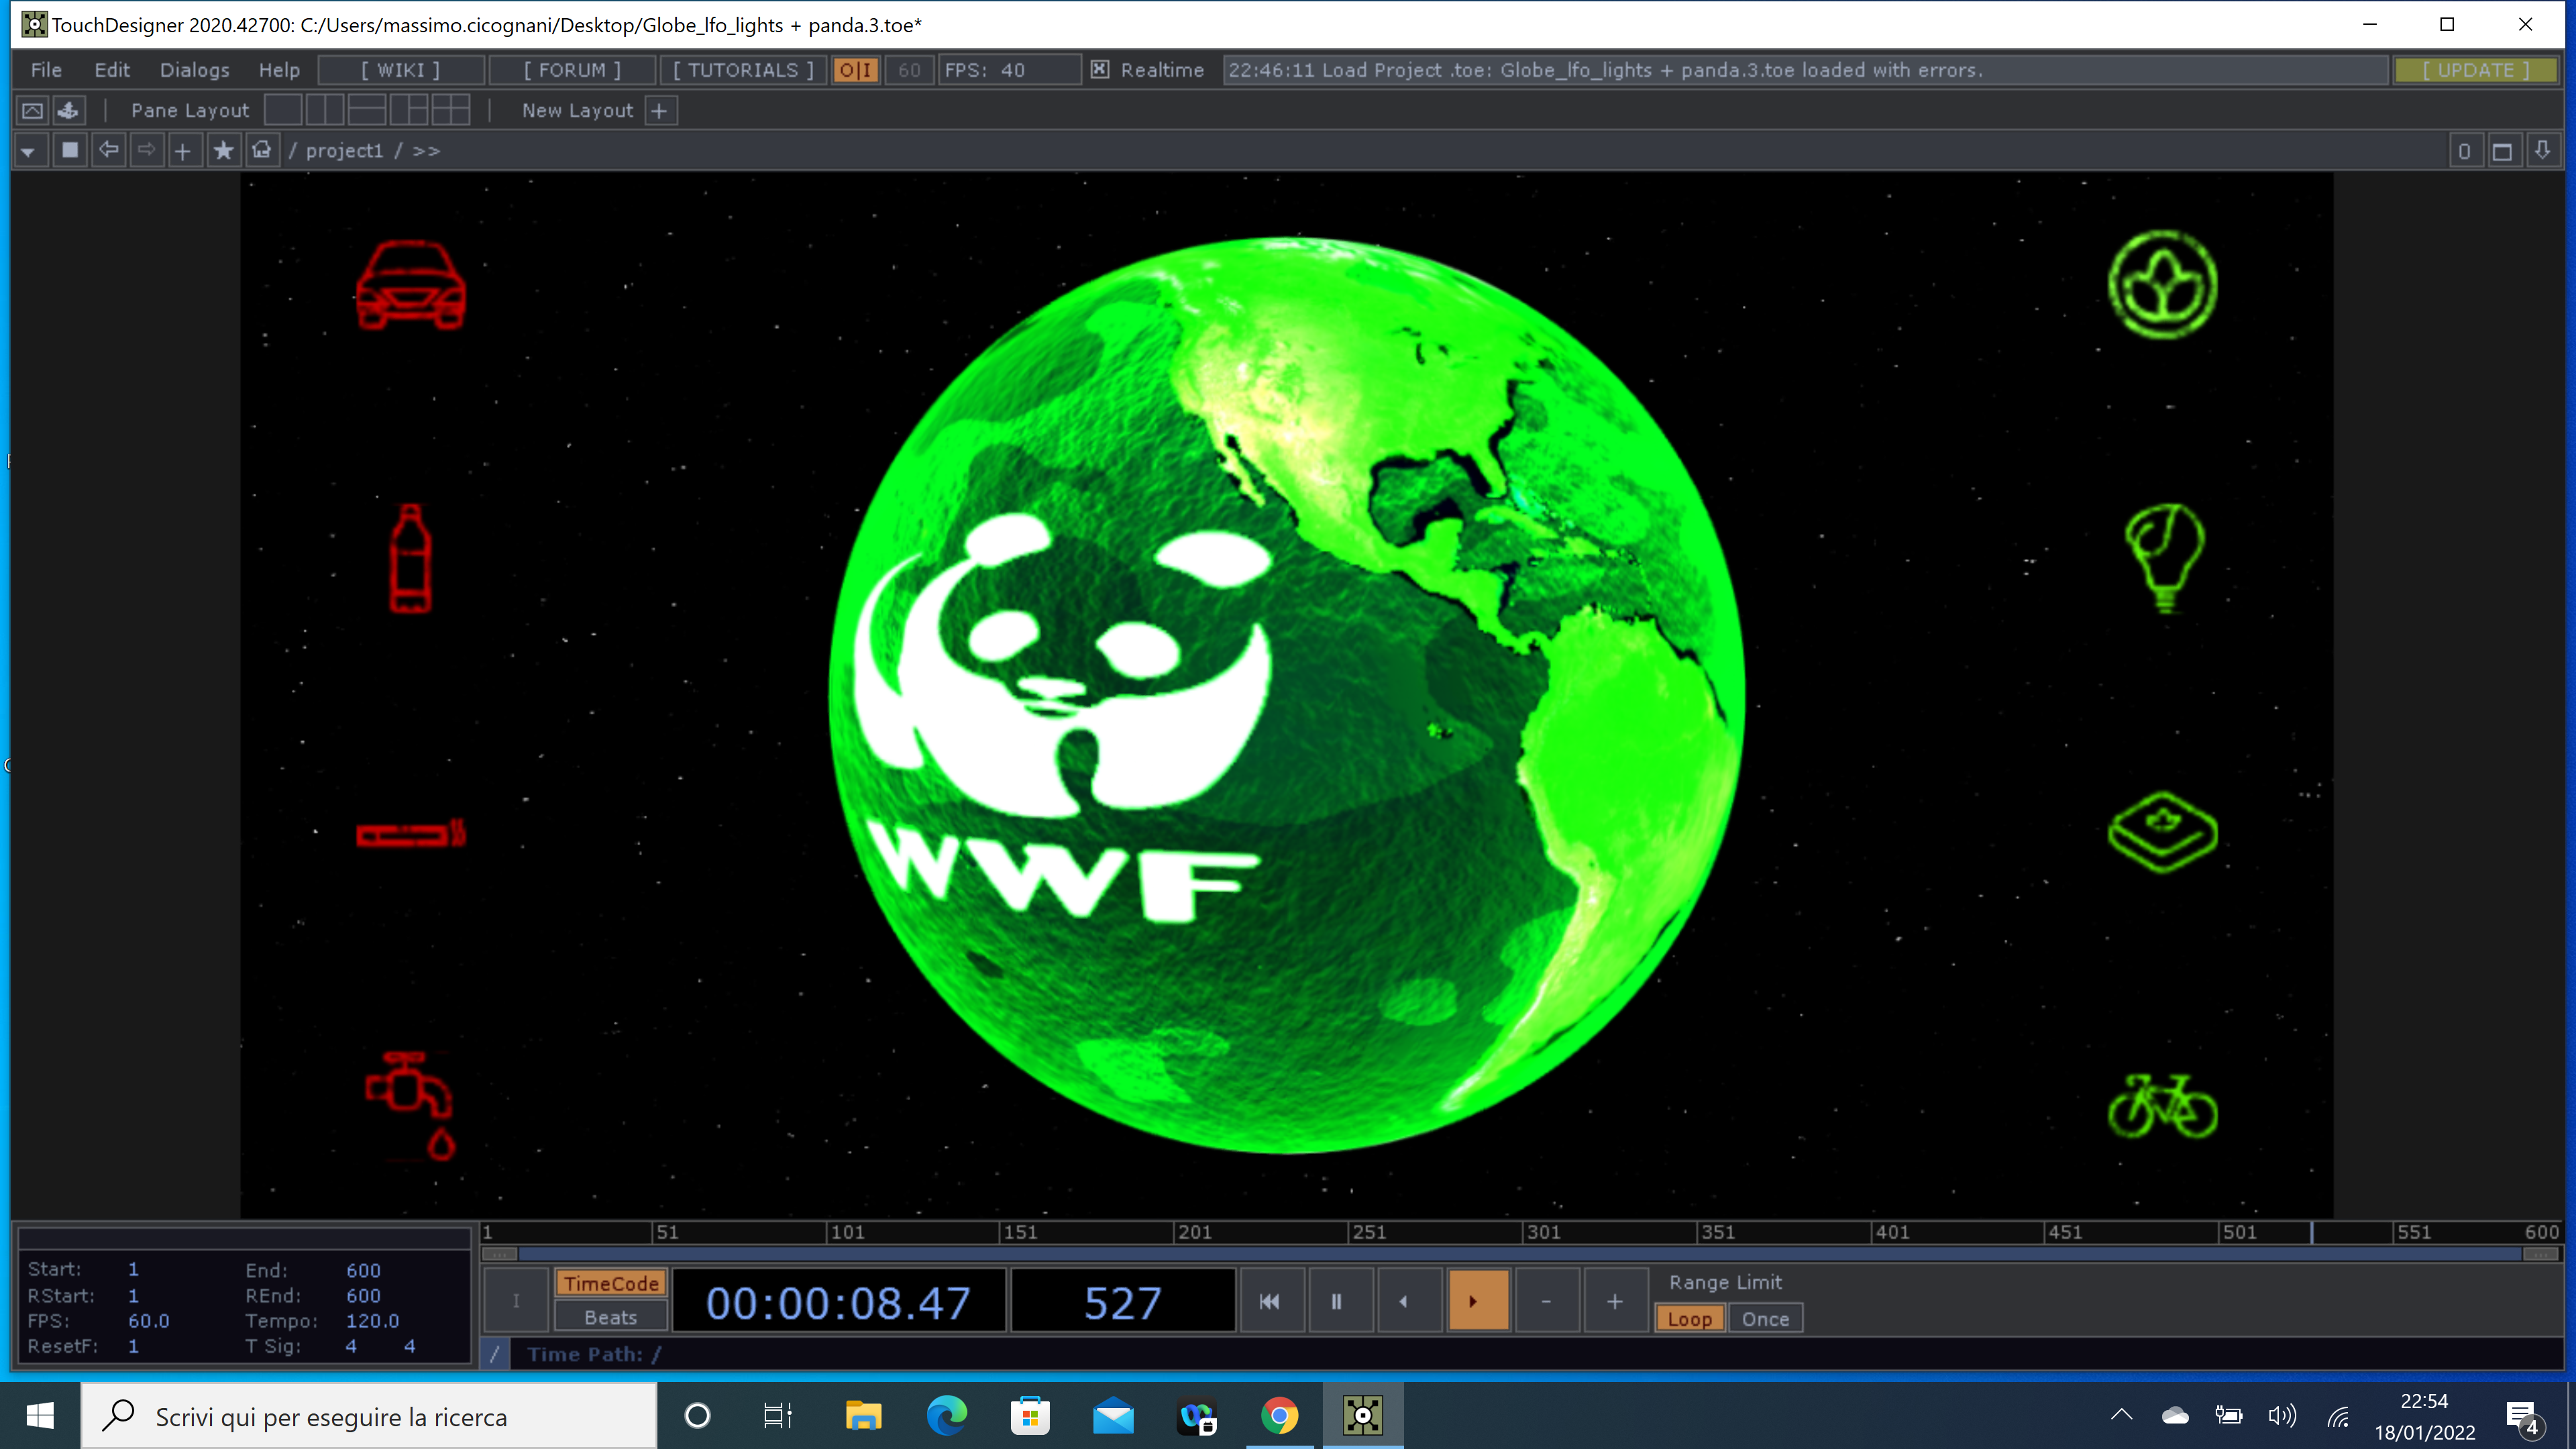 TouchDesigner 2020.42700: C:/Users/massimo.cicognani/Desktop/Globe_lfo_lights + panda.3.toe*
File Edit Dialogs Help [ WIKI ] [ FORUM ] [ TUTORIALS ] O|I 60 FPS: 40 Realtime 22:46:11 Load Project .toe: Globe_lfo_lights + panda.3.toe loaded with errors. [ UPDATE ]
Pane Layout New Layout +
/ project1 / >> 0
WWF
1 51 101 151 201 251 301 351 401 451 501 551 600
Start: 1 End: 600
RStart: 1 REnd: 600
FPS: 60.0 Tempo: 120.0
ResetF: 1 T Sig: 4 4
I TimeCode Beats 00:00:08.47 527 - + Range Limit
Loop Once
/ Time Path: /
Scrivi qui per eseguire la ricerca
22:54
18/01/2022
4